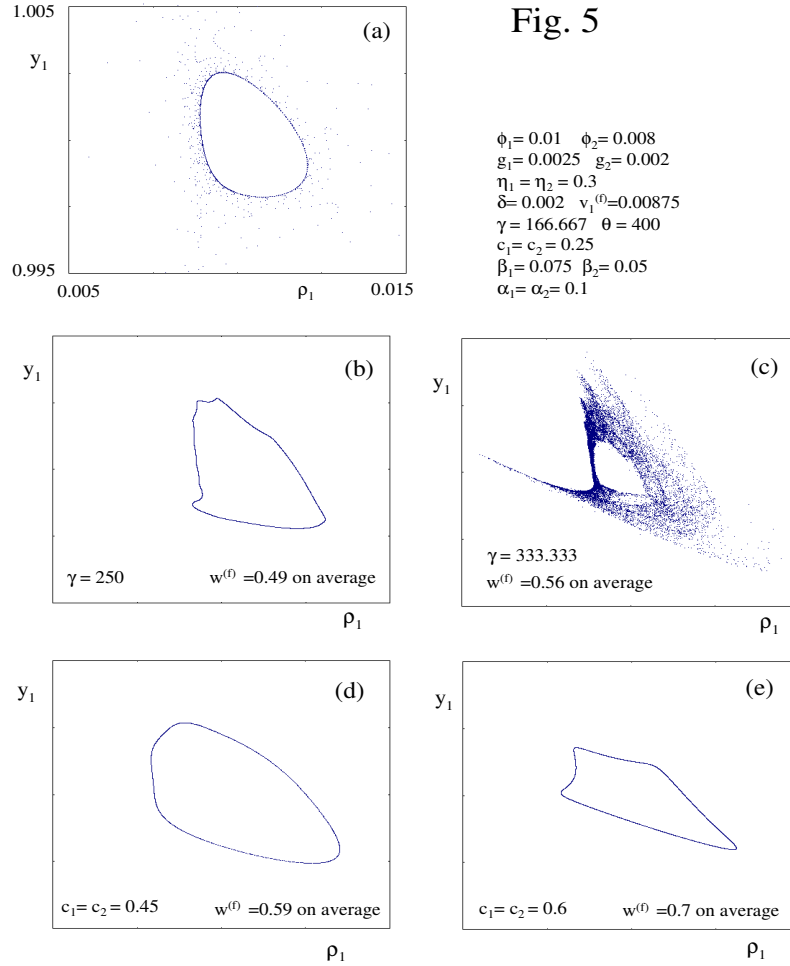 Fig. 5
1.005
(a)
y₁
0.995
0.005
ρ₁
0.015
ϕ₁= 0.01 ϕ₂= 0.008
g₁= 0.0025 g₂= 0.002
η₁ = η₂ = 0.3
δ= 0.002 v₁⁽ᶠ⁾=0.00875
γ = 166.667 θ = 400
c₁= c₂ = 0.25
β₁= 0.075 β₂= 0.05
α₁= α₂= 0.1
y₁
(b)
γ = 250
w⁽ᶠ⁾ =0.49 on average
ρ₁
y₁
(c)
γ = 333.333
w⁽ᶠ⁾ =0.56 on average
ρ₁
y₁
(d)
c₁= c₂ = 0.45
w⁽ᶠ⁾ =0.59 on average
ρ₁
y₁
(e)
c₁= c₂ = 0.6
w⁽ᶠ⁾ =0.7 on average
ρ₁